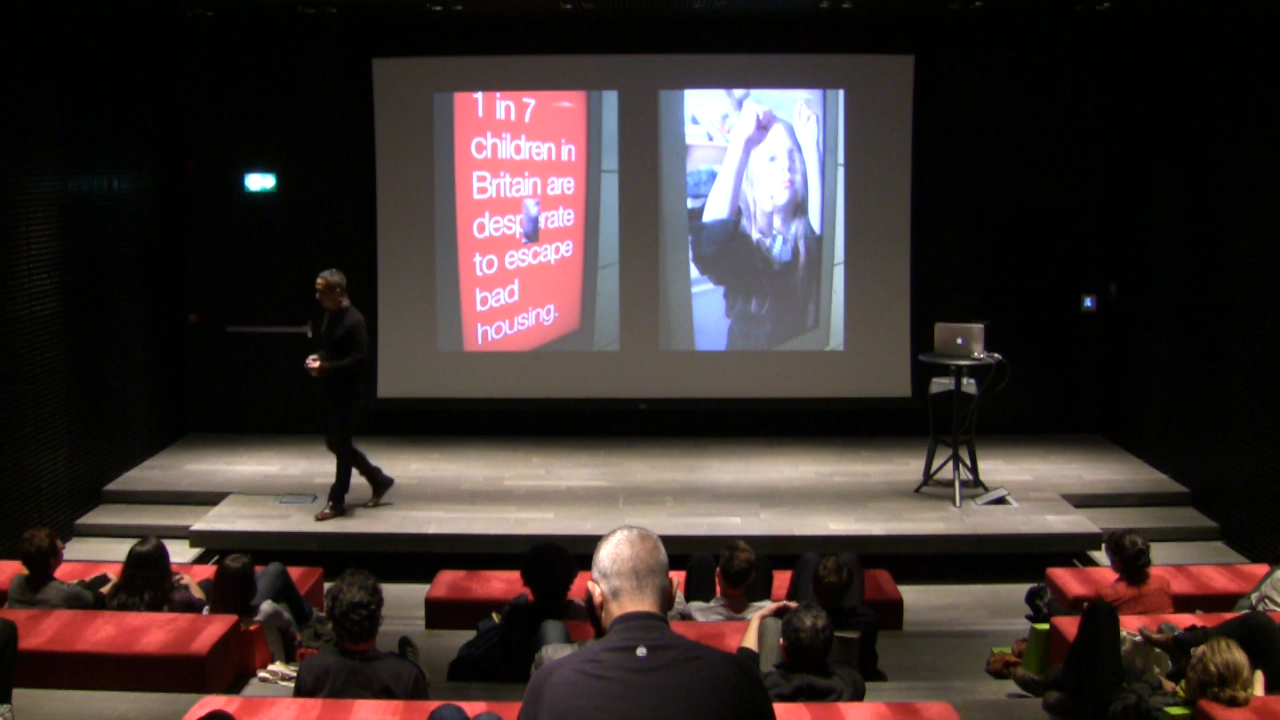 1 in 7
children in
Britain are
desperate
to escape
bad
housing.